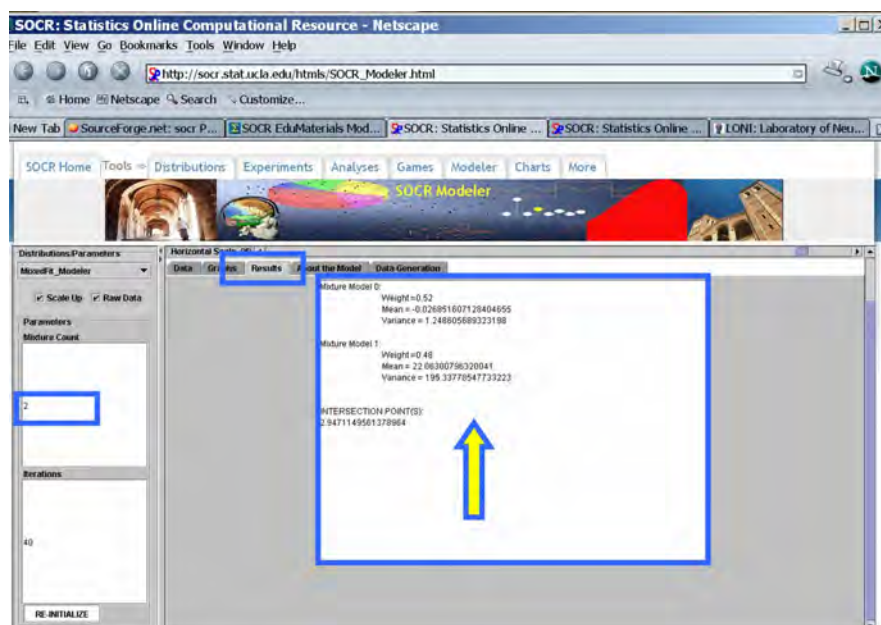 SOCR: Statistics Online Computational Resource - Netscape
File Edit View Go Bookmarks Tools Window Help
http://socr.stat.ucla.edu/htmls/SOCR_Modeler.html
Home Netscape Search Customize...
New Tab SourceForge.net: socr P... SOCR EduMaterials Mod... SOCR: Statistics Online ... SOCR: Statistics Online ... LONI: Laboratory of Neu...
SOCR Home Tools Distributions Experiments Analyses Games Modeler Charts More
SOCR Modeler
Distributions:Parameters
Horizontal
MixedFit_Modeler
Data Graphs Results About the Model Data Generation
Scale Up Raw Data
Parameters
Mixture Count
2
Iterations
49
RE-INITIALIZE
Mixture Model 0:
Weight=0.52
Mean = -0.026851607128404655
Variance = 1.248605689323198
Mixture Model 1:
Weight=0.48
Mean = 22.06300796320041
Variance = 195.33778547733223
INTERSECTION POINT(S):
2.9471149561378964